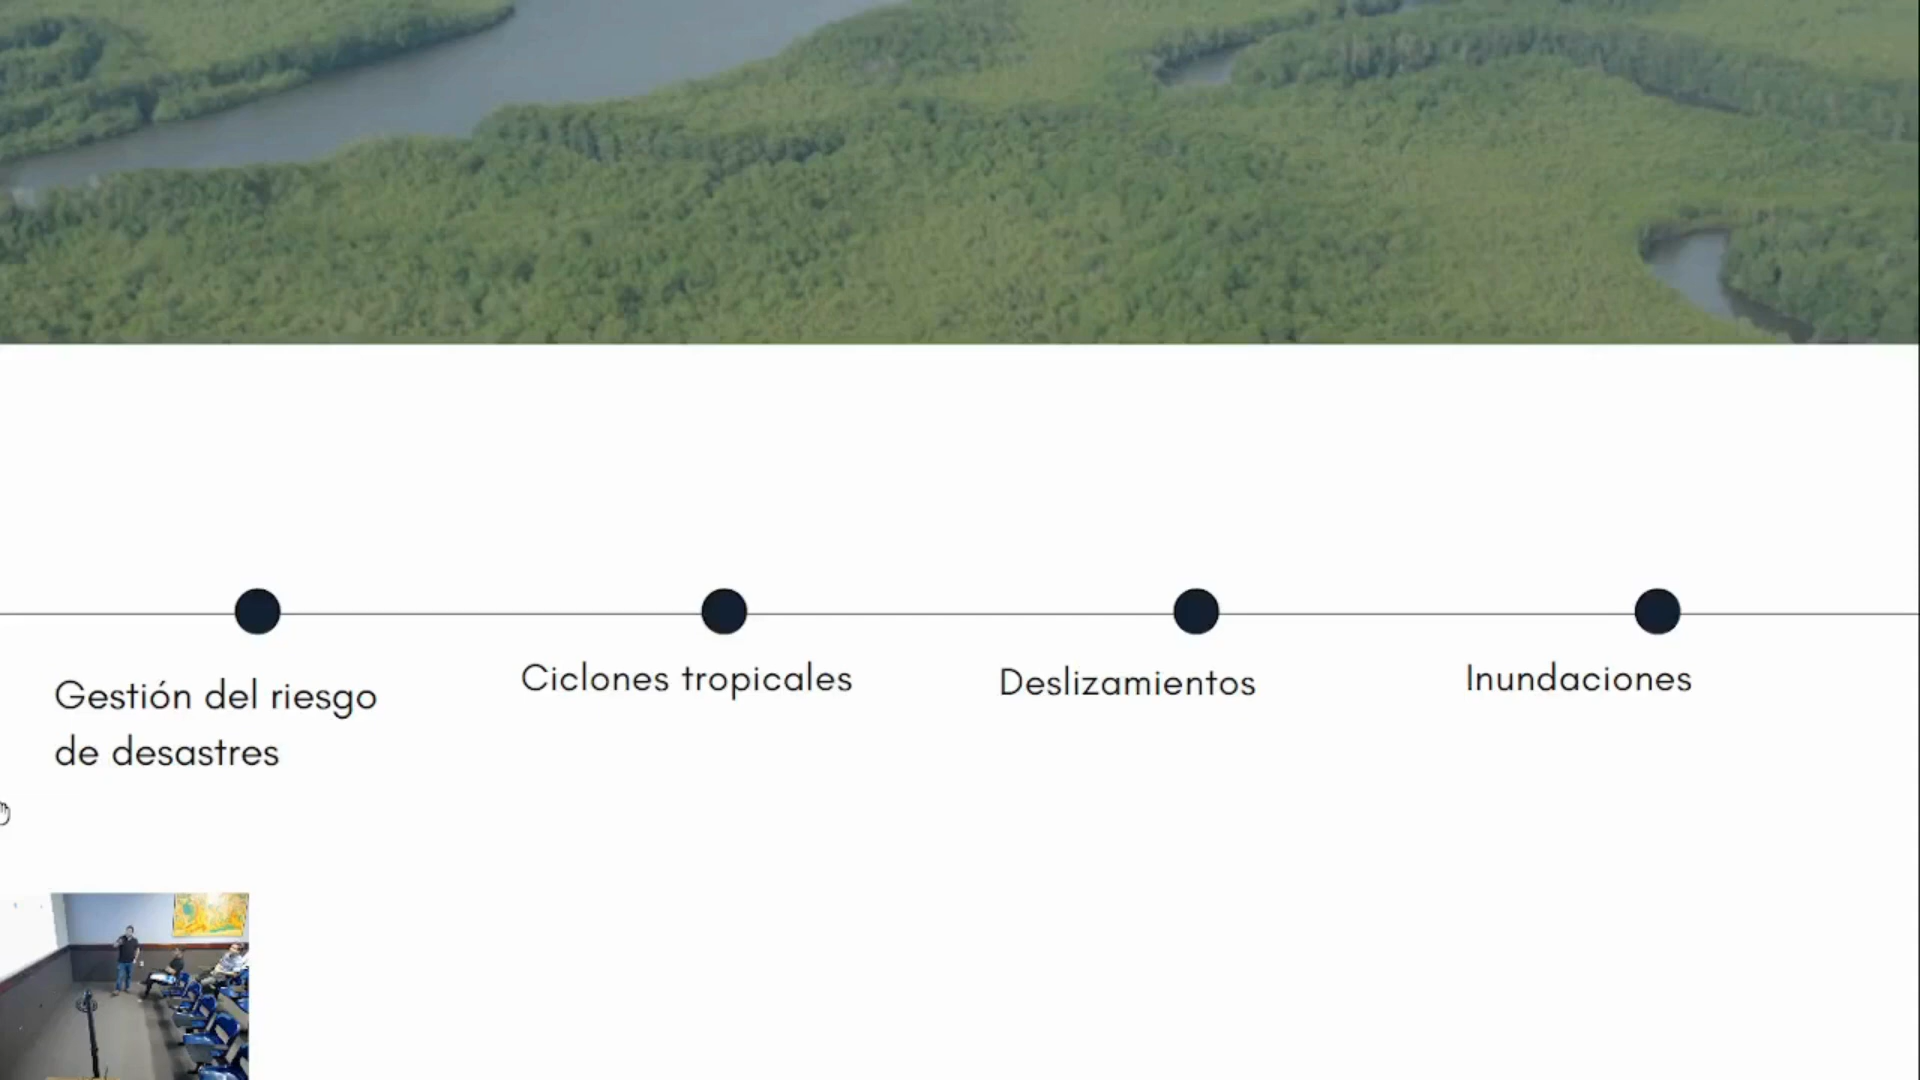 Gestión del riesgo
de desastres
Ciclones tropicales
Deslizamientos
Inundaciones